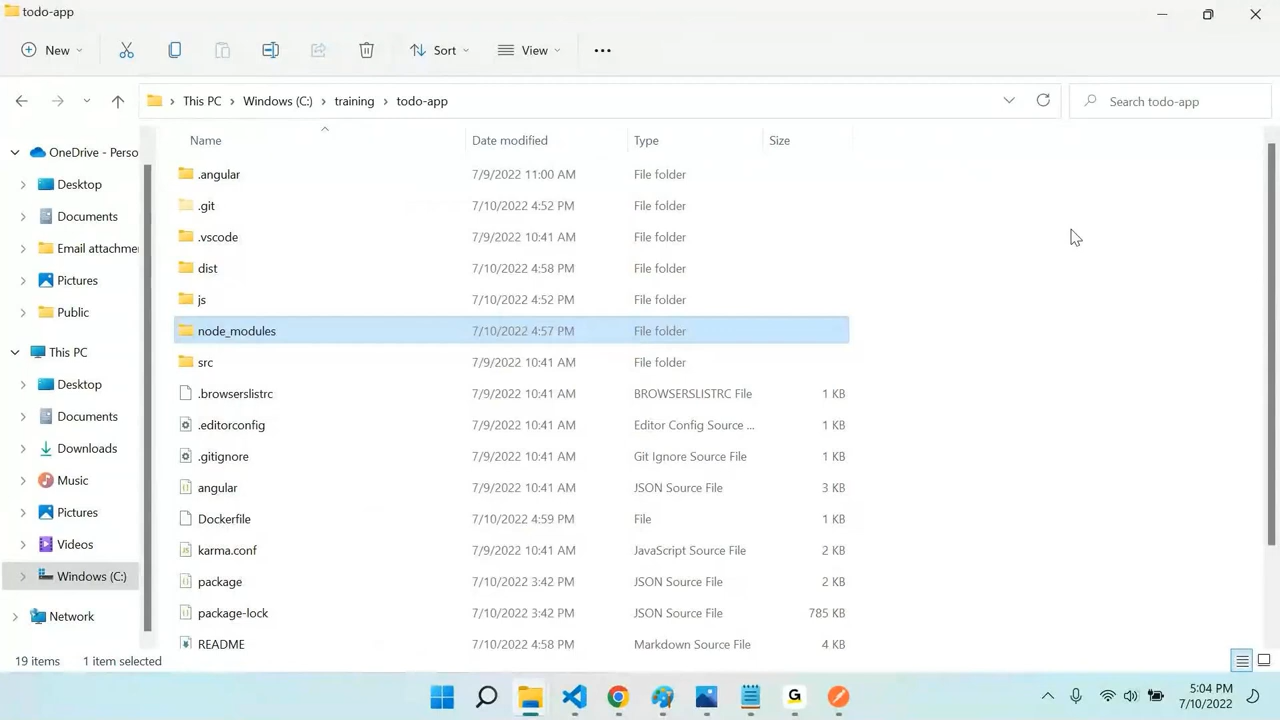 todo-app
New
Sort
View
This PC
Windows (C:)
training
todo-app
Search todo-app
Name
Date modified
Type
Size
OneDrive - Perso
Desktop
Documents
Email attachme
Pictures
Public
This PC
Desktop
Documents
Downloads
Music
Pictures
Videos
Windows (C:)
Network
.angular 7/9/2022 11:00 AM File folder
.git 7/10/2022 4:52 PM File folder
.vscode 7/9/2022 10:41 AM File folder
dist 7/10/2022 4:58 PM File folder
js 7/10/2022 4:52 PM File folder
node_modules 7/10/2022 4:57 PM File folder
src 7/9/2022 10:41 AM File folder
.browserslistrc 7/9/2022 10:41 AM BROWSERSLISTRC File 1 KB
.editorconfig 7/9/2022 10:41 AM Editor Config Source ... 1 KB
.gitignore 7/9/2022 10:41 AM Git Ignore Source File 1 KB
angular 7/9/2022 10:41 AM JSON Source File 3 KB
Dockerfile 7/10/2022 4:59 PM File 1 KB
karma.conf 7/9/2022 10:41 AM JavaScript Source File 2 KB
package 7/10/2022 3:42 PM JSON Source File 2 KB
package-lock 7/10/2022 3:42 PM JSON Source File 785 KB
README 7/10/2022 4:58 PM Markdown Source File 4 KB
19 items 1 item selected
G
5:04 PM
7/10/2022